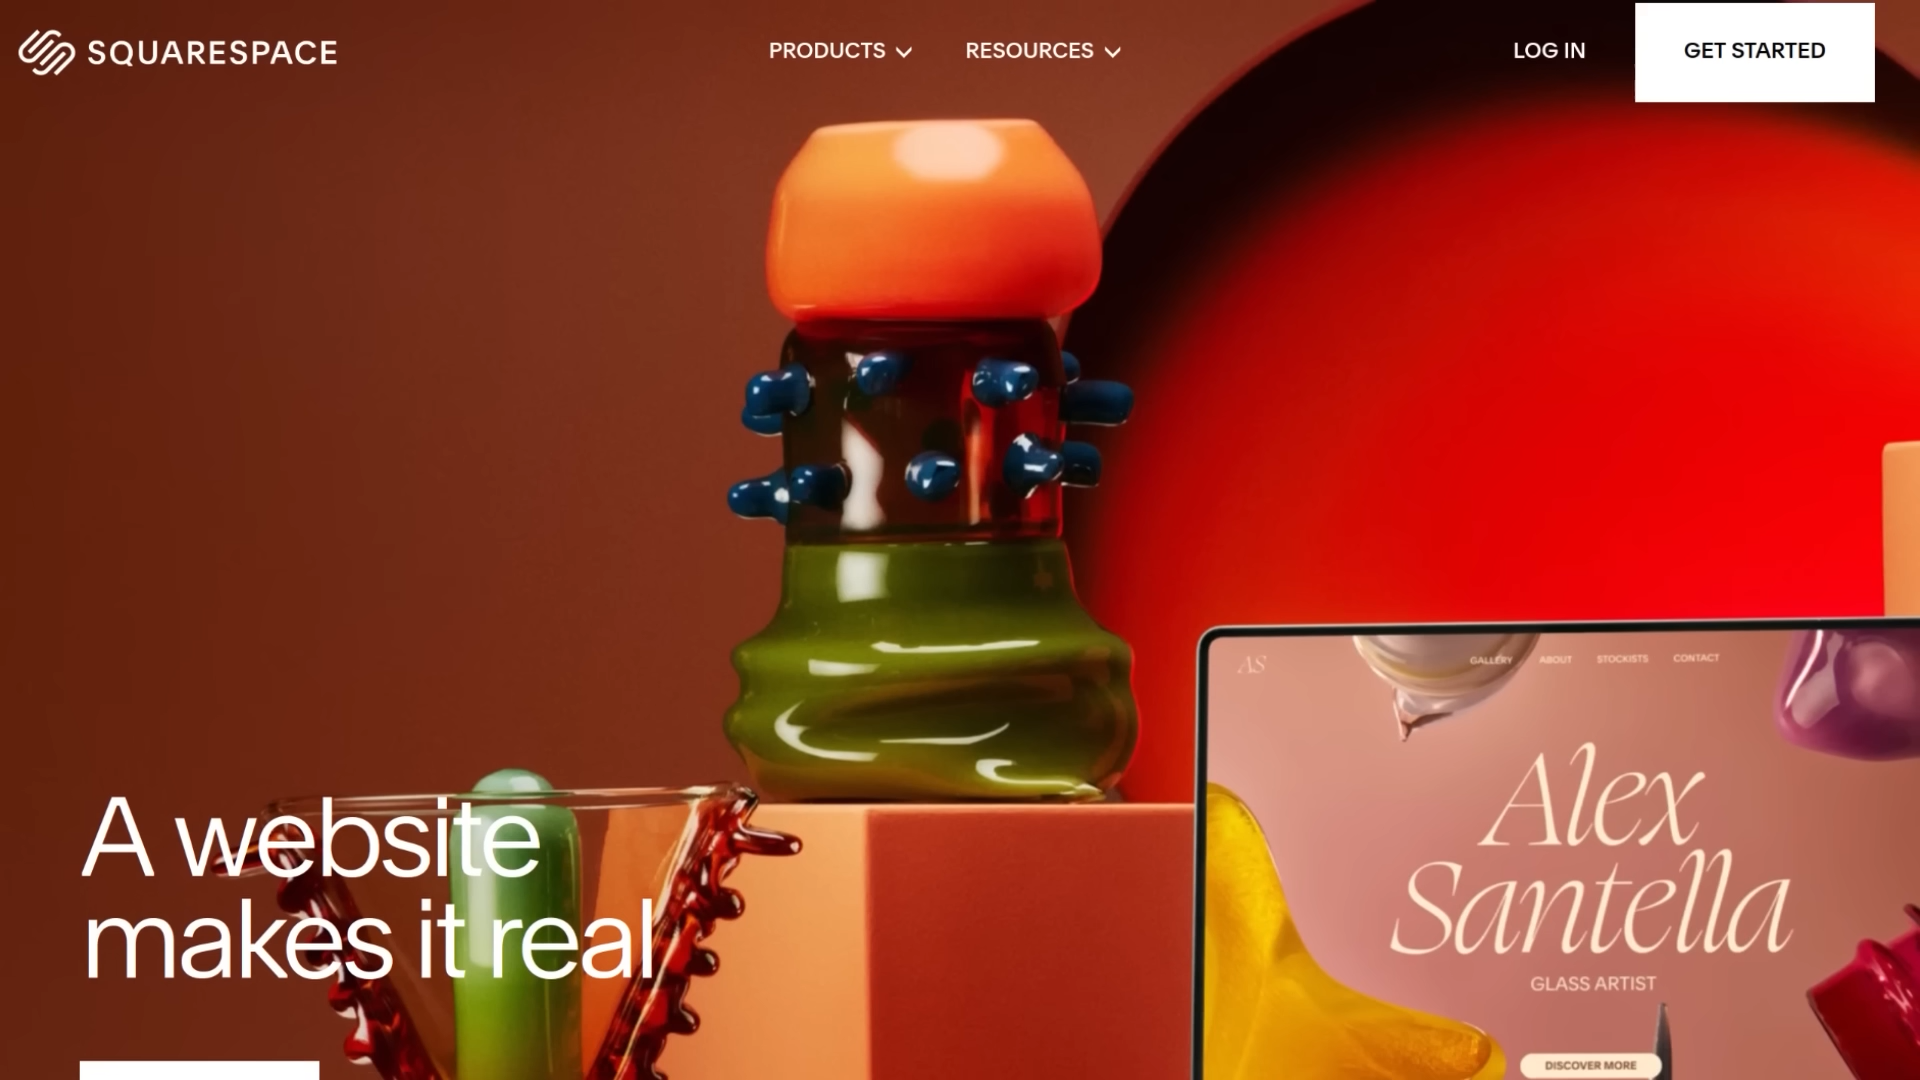 SQUARESPACE
PRODUCTS
RESOURCES
LOG IN
GET STARTED
A website
makes it real
AS
GALLERY
ABOUT
STOCKISTS
CONTACT
Alex
Santella
GLASS ARTIST
DISCOVER MORE